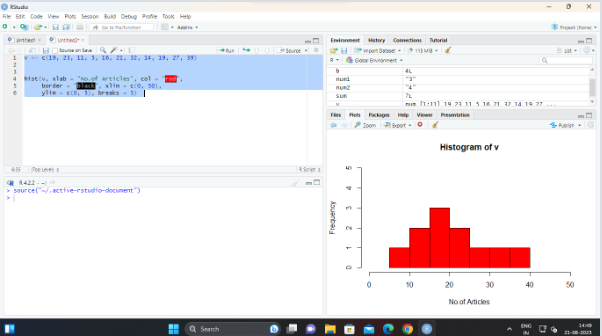 RStudio
File Edit Code View Plots Session Build Debug Profile Tools Help
Go to file/function
Addins
Project: (None)
Untitled1
Untitled2*
Source on Save
Run
Source
1 v <- c(19, 23, 11, 5, 16, 21, 32, 14, 19, 27, 39)
2
3
4 hist(v, xlab = "No.of Articles", col = "red",
5 border = "black", xlim = c(0, 50),
6 ylim = c(0, 5), breaks = 5)
(Top Level)
R Script
R 4.2.2 · ~/
> source("~/.active-rstudio-document")
>
Environment History Connections Tutorial
Import Dataset
115 MiB
List
R
Global Environment
b 4L
num1 "3"
num2 "4"
sum 7L
v num [1:11] 19 23 11 5 16 21 32 14 19 27 ...
Files Plots Packages Help Viewer Presentation
Zoom
Export
Publish
Histogram of v
Frequency
5
4
3
2
1
0
0 10 20 30 40 50
No.of Articles
Search
ENG
IN
14:49
21-08-2023